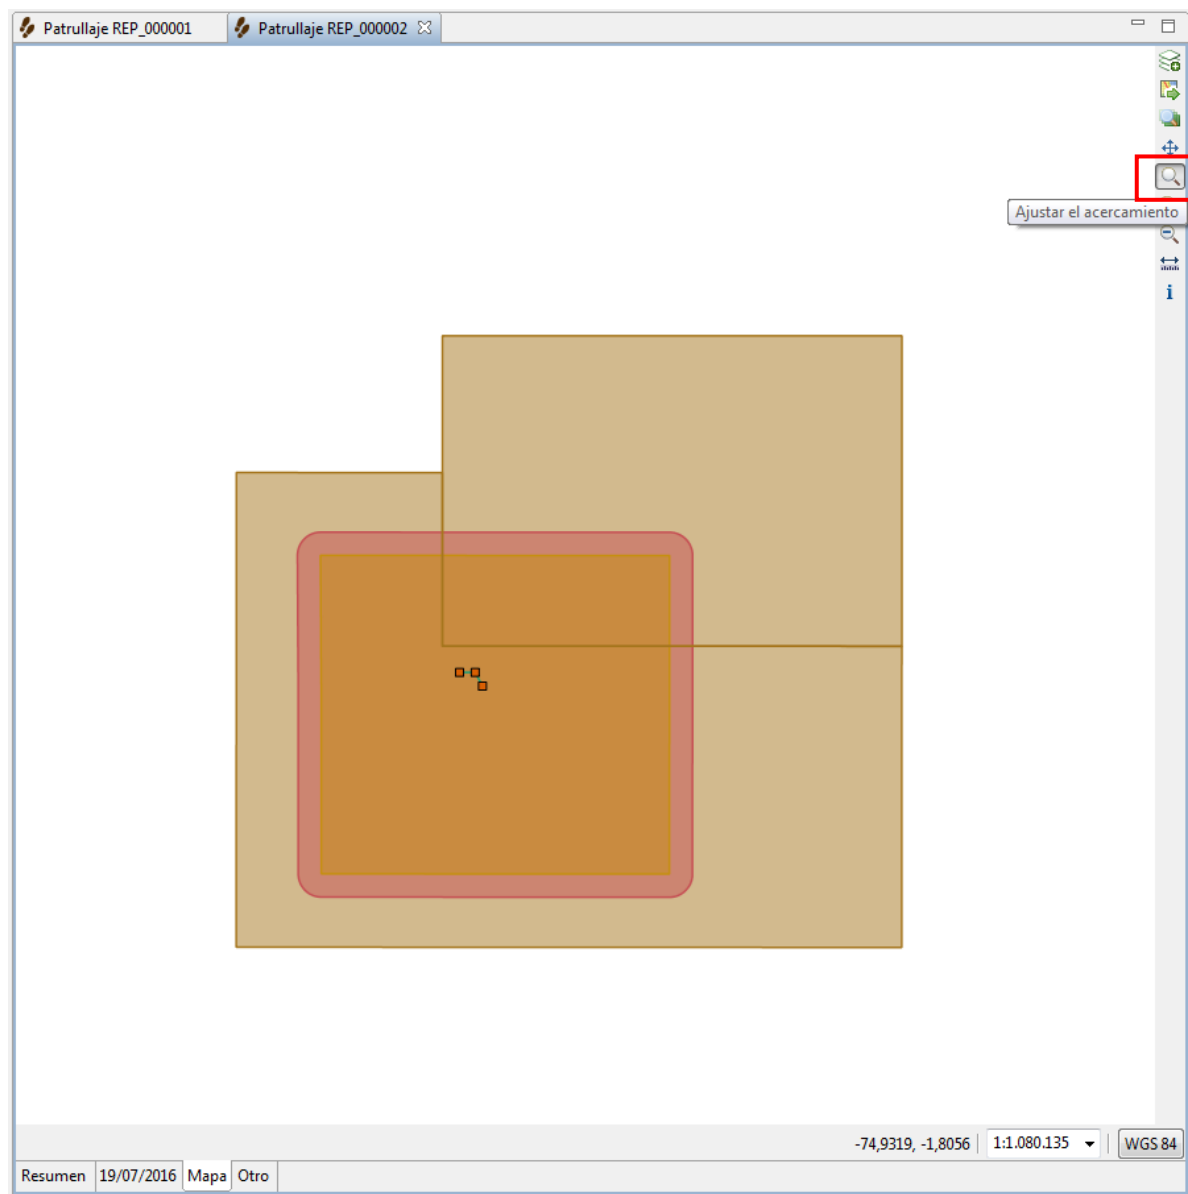 Patrullaje REP_000001 Patrullaje REP_000002
Ajustar el acercamiento
i
-74,9319, -1,8056 1:1.080.135 WGS 84
Resumen 19/07/2016 Mapa Otro